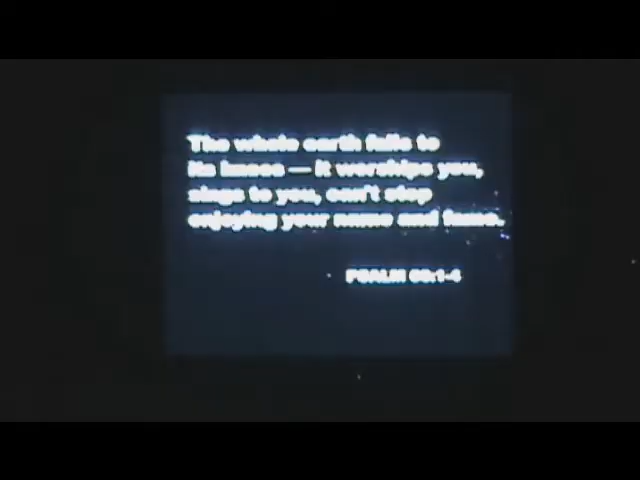 The whole earth falls to
its knees — it worships you,
sings to you, can't stop
enjoying your name and fame.
PSALM 66:1-4